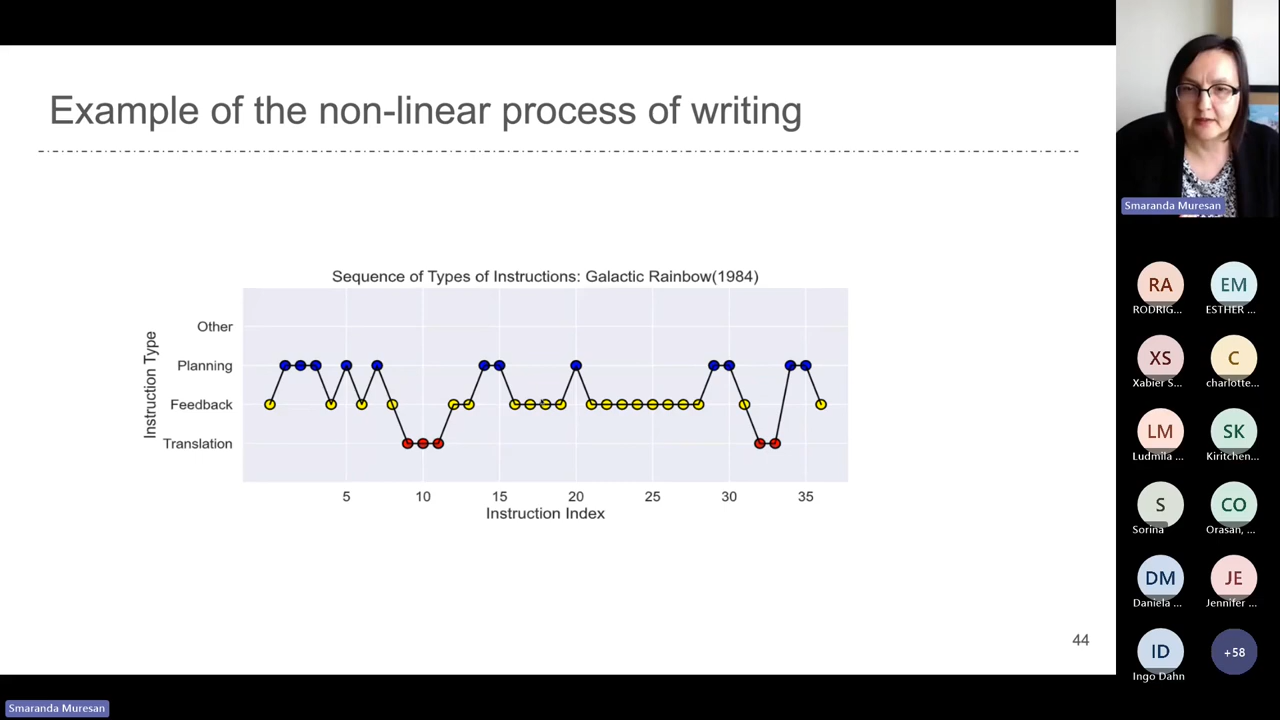 Example of the non-linear process of writing
Sequence of Types of Instructions: Galactic Rainbow(1984)
Instruction Type
Other
Planning
Feedback
Translation
5 10 15 20 25 30 35
Instruction Index
44
Smaranda Muresan
RA
RODRIG...
EM
ESTHER ...
XS
Xabier S...
C
charlotte...
LM
Ludmila ...
SK
Kiritchen...
S
Sorina
CO
Orasan, ...
DM
Daniela ...
JE
Jennifer ...
ID
Ingo Dahn
+58
Smaranda Muresan